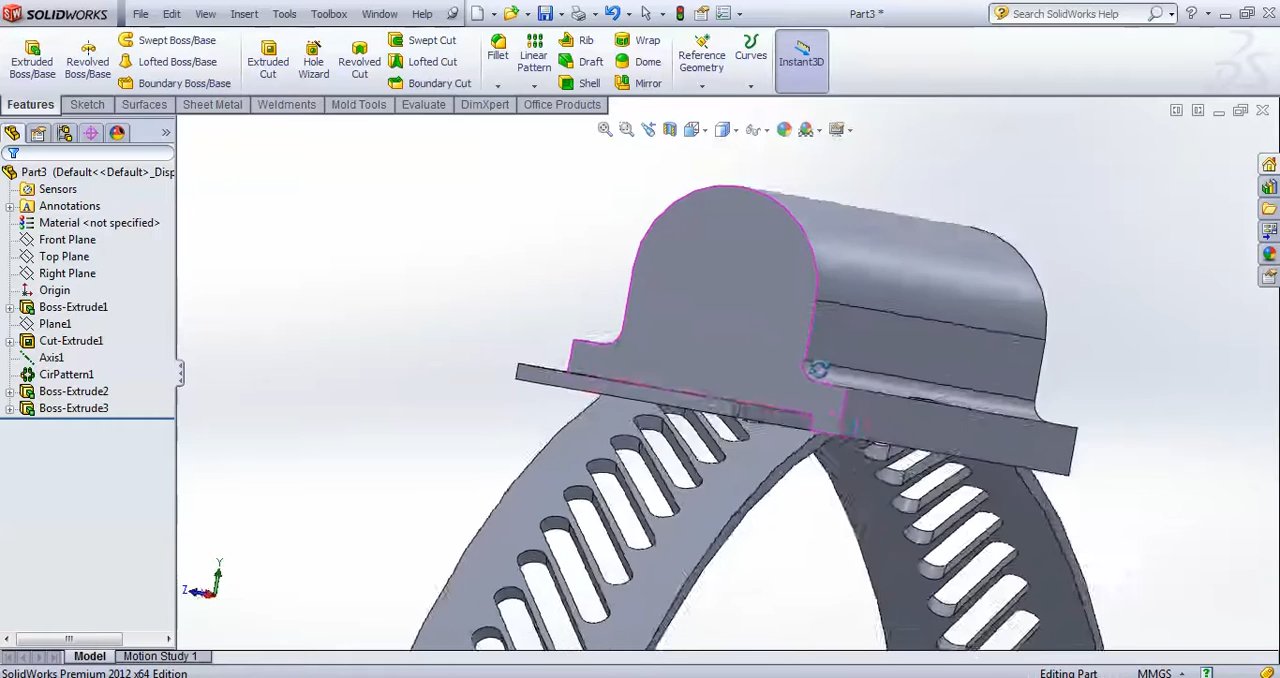 SOLIDWORKS File Edit View Insert Tools Toolbox Window Help Part3 * Search SolidWorks Help
Extruded Boss/Base
Revolved Boss/Base
Swept Boss/Base
Lofted Boss/Base
Boundary Boss/Base
Extruded Cut
Hole Wizard
Revolved Cut
Swept Cut
Lofted Cut
Boundary Cut
Fillet
Linear Pattern
Rib
Draft
Shell
Wrap
Dome
Mirror
Reference Geometry
Curves
Instant3D
Features Sketch Surfaces Sheet Metal Weldments Mold Tools Evaluate DimXpert Office Products
Part3 (Default<<Default>_Disp
Sensors
Annotations
Material <not specified>
Front Plane
Top Plane
Right Plane
Origin
Boss-Extrude1
Plane1
Cut-Extrude1
Axis1
CirPattern1
Boss-Extrude2
Boss-Extrude3
Y
Z
Model Motion Study 1
SolidWorks Premium 2012 x64 Edition Editing Part MMGS